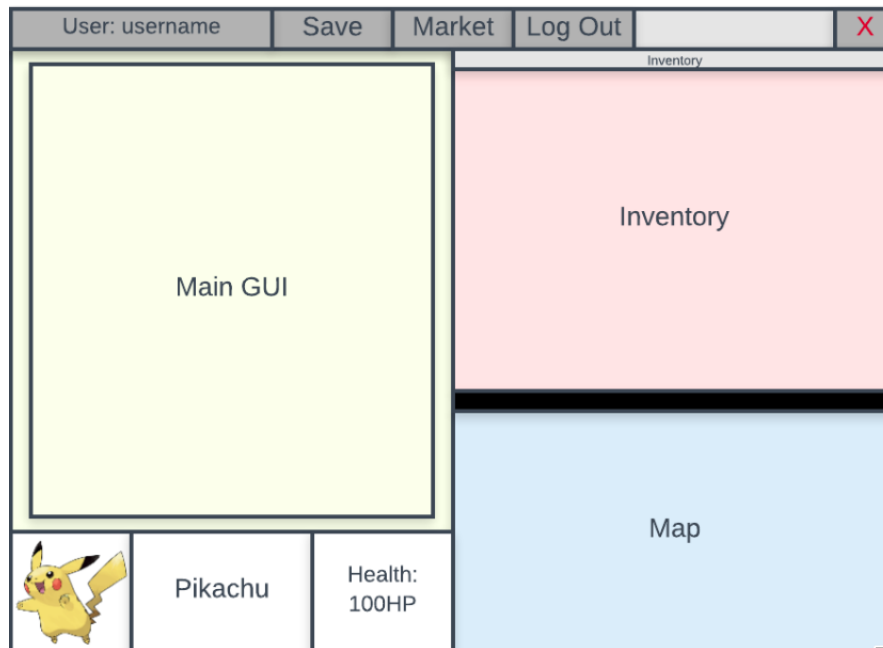 User: username
Save
Market
Log Out
X
Inventory
Inventory
Main GUI
Map
Pikachu
Health:
100HP